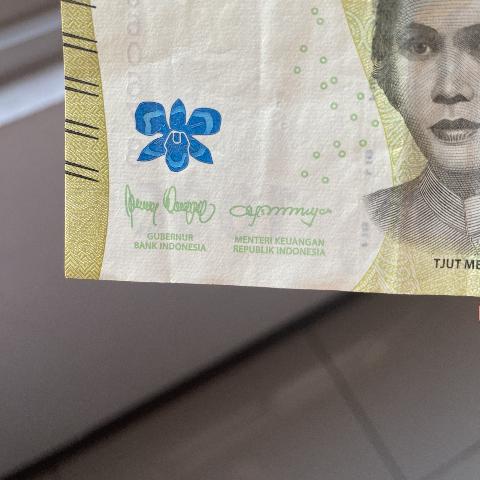 GUBERNUR
BANK INDONESIA
MENTERI KEUANGAN
REPUBLIK INDONESIA
TJUT ME